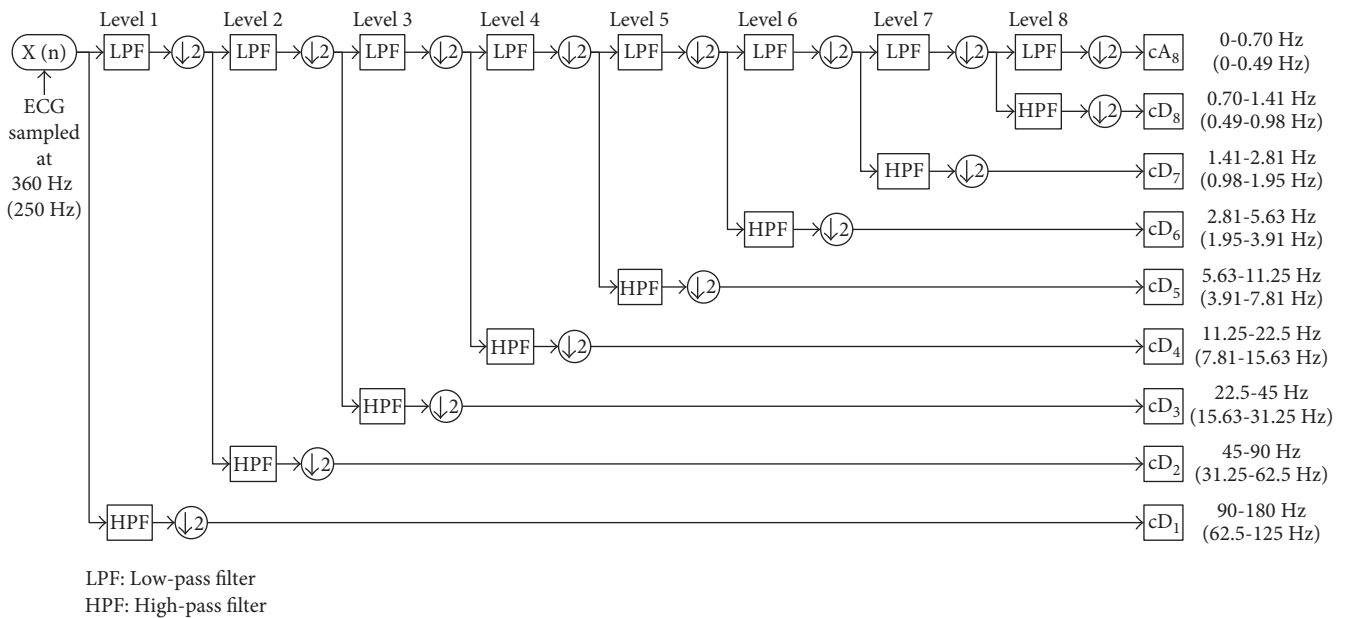 Level 1 Level 2 Level 3 Level 4 Level 5 Level 6 Level 7 Level 8
X (n) LPF ↓2 LPF ↓2 LPF ↓2 LPF ↓2 LPF ↓2 LPF ↓2 LPF ↓2 LPF ↓2 cA8 0-0.70 Hz
(0-0.49 Hz)
ECG
sampled
at
360 Hz
(250 Hz)
HPF ↓2 cD8 0.70-1.41 Hz
(0.49-0.98 Hz)
HPF ↓2 cD7 1.41-2.81 Hz
(0.98-1.95 Hz)
HPF ↓2 cD6 2.81-5.63 Hz
(1.95-3.91 Hz)
HPF ↓2 cD5 5.63-11.25 Hz
(3.91-7.81 Hz)
HPF ↓2 cD4 11.25-22.5 Hz
(7.81-15.63 Hz)
HPF ↓2 cD3 22.5-45 Hz
(15.63-31.25 Hz)
HPF ↓2 cD2 45-90 Hz
(31.25-62.5 Hz)
HPF ↓2 cD1 90-180 Hz
(62.5-125 Hz)
LPF: Low-pass filter
HPF: High-pass filter